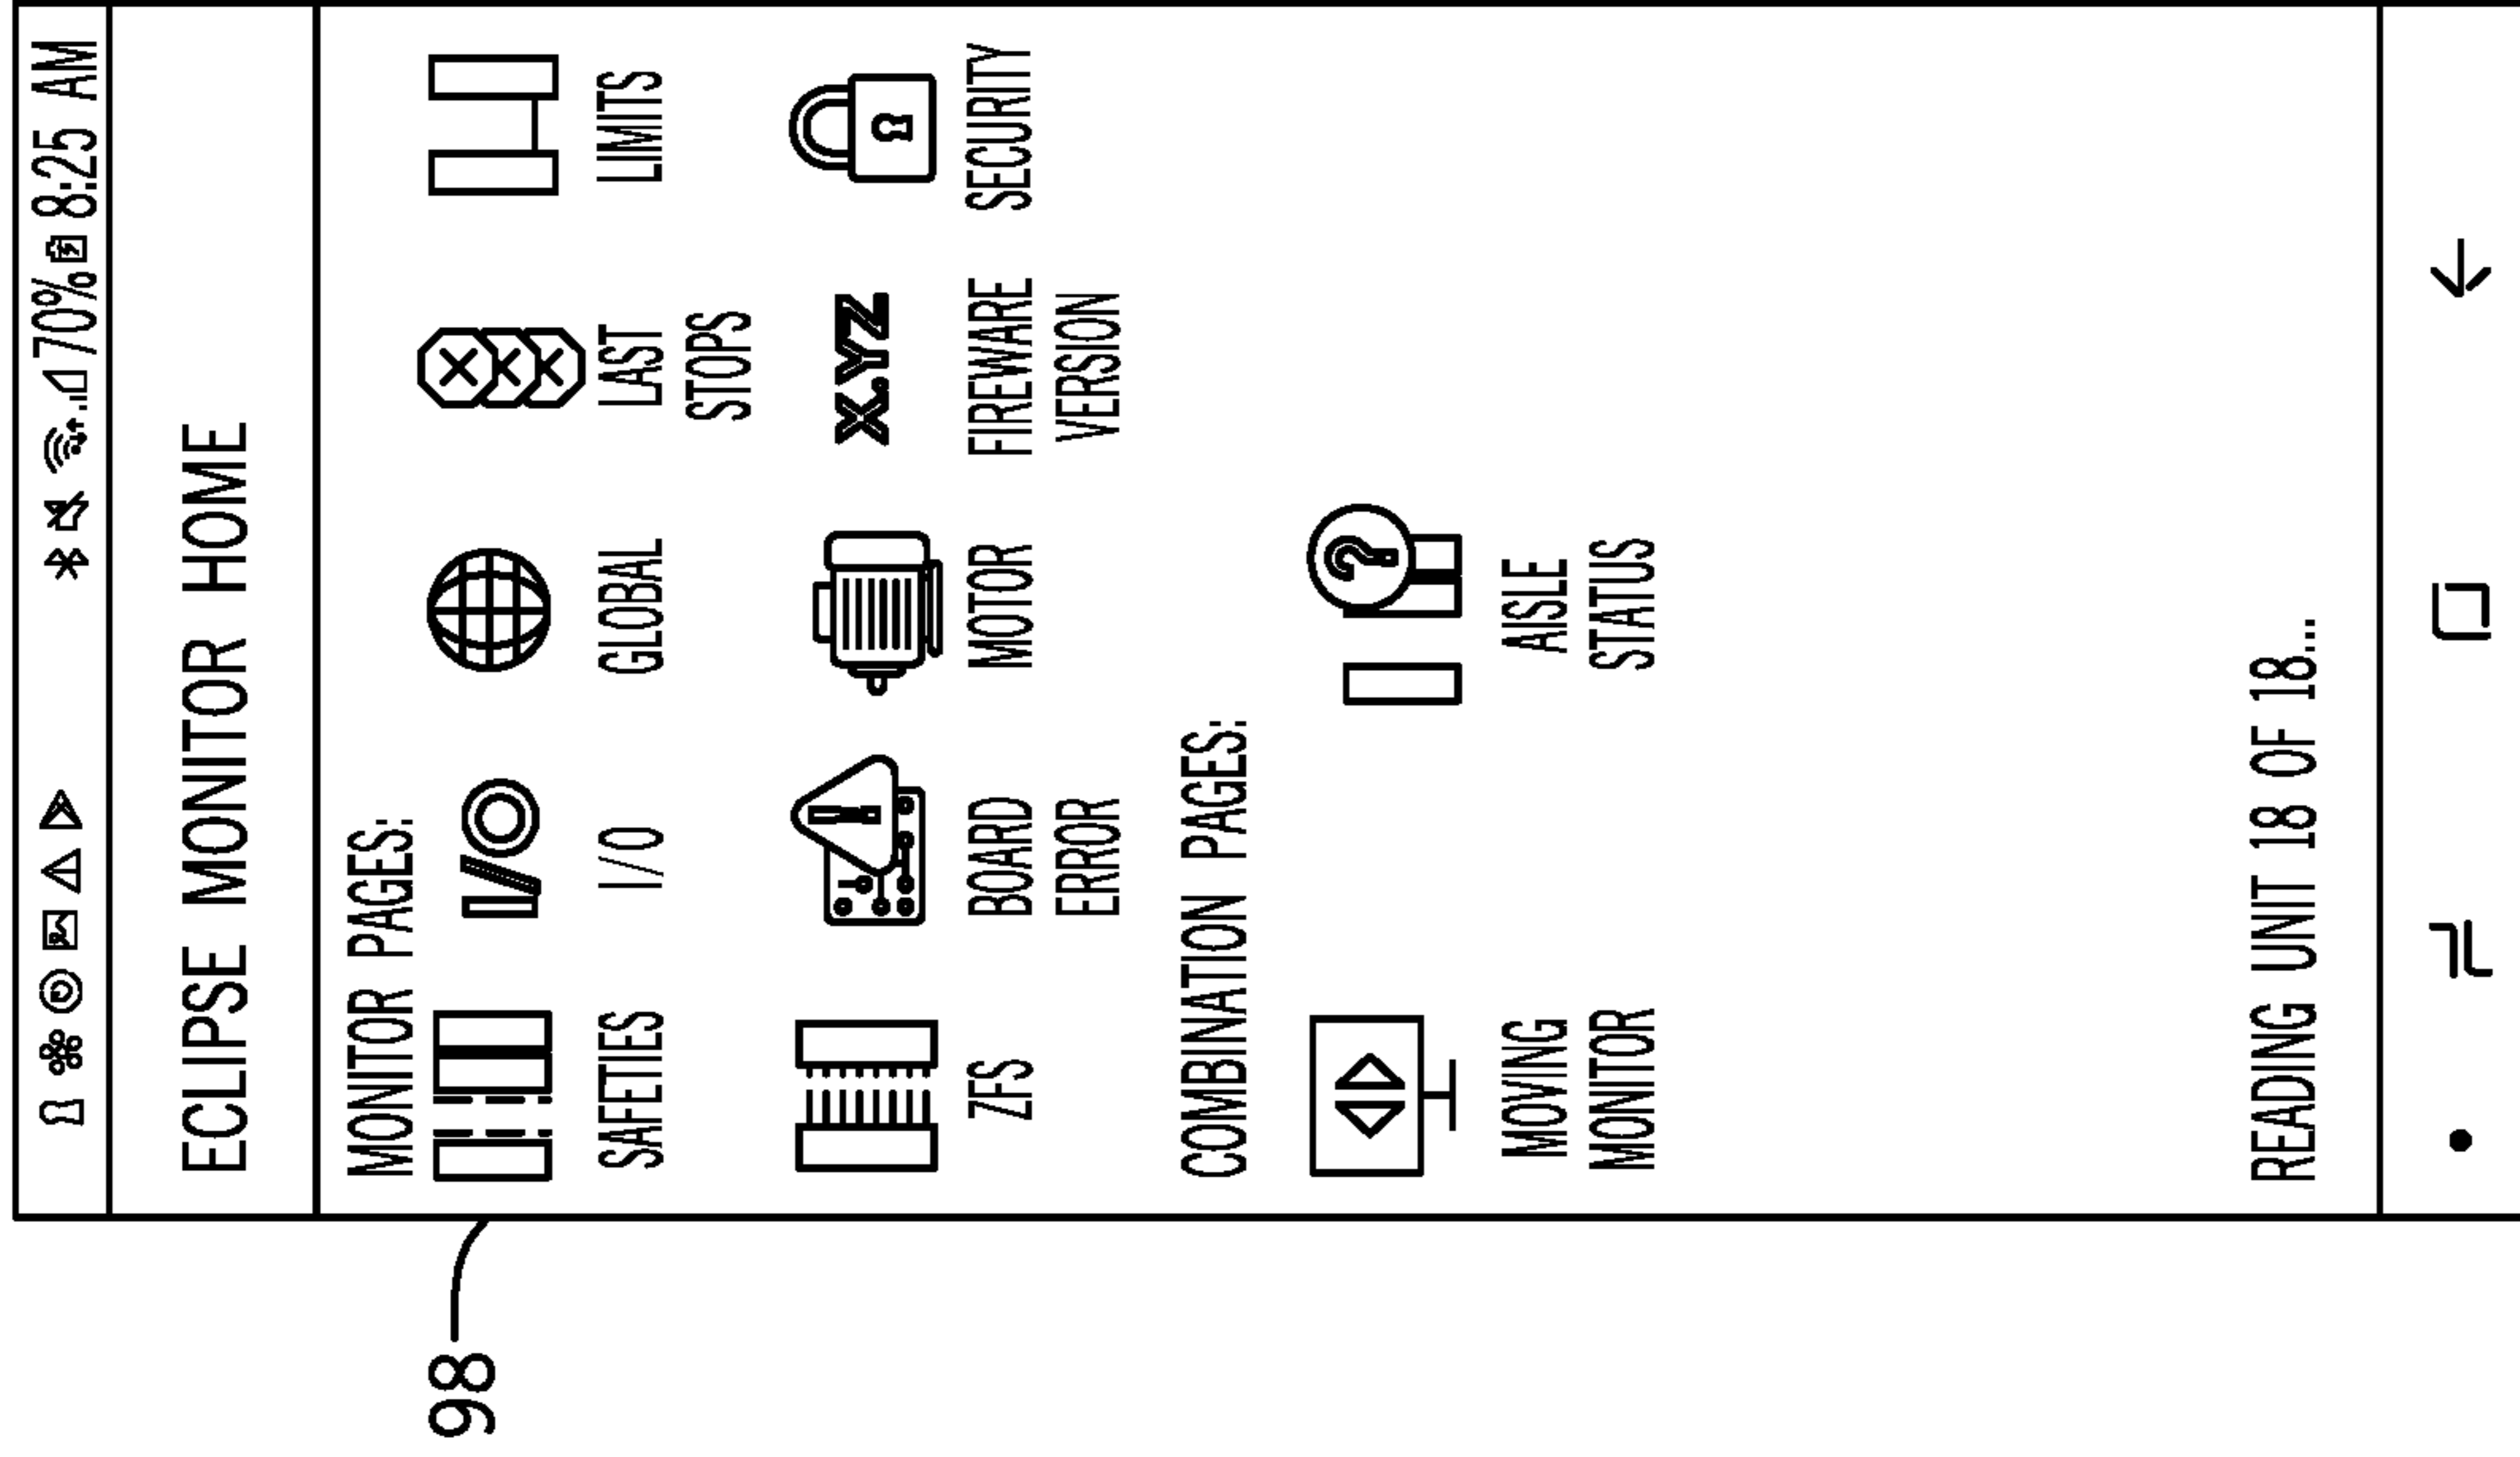 70% 8:25 AM
ECLIPSE MONITOR HOME
MONITOR PAGES:
SAFETIES I/O GLOBAL LAST LIMITS
STOPS
X.YZ
ZFS BOARD MOTOR FIREWARE SECURITY
ERROR VERSION
COMBINATION PAGES:
?
MOVING AISLE
MONITOR STATUS
READING UNIT 18 OF 18...
98